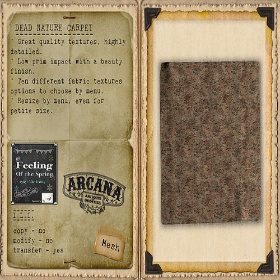 DEAD NATURE CARPET
Great quality textures, highly
detailed.
Low prim impact with a beauty
finish.
Ten different fabric textures
options to choose by menu.
Resize by menu, even for
petite size.
Feeling
Of the Spring
ARCANA
copy - no
modify - no
transfer - yes
Mesh